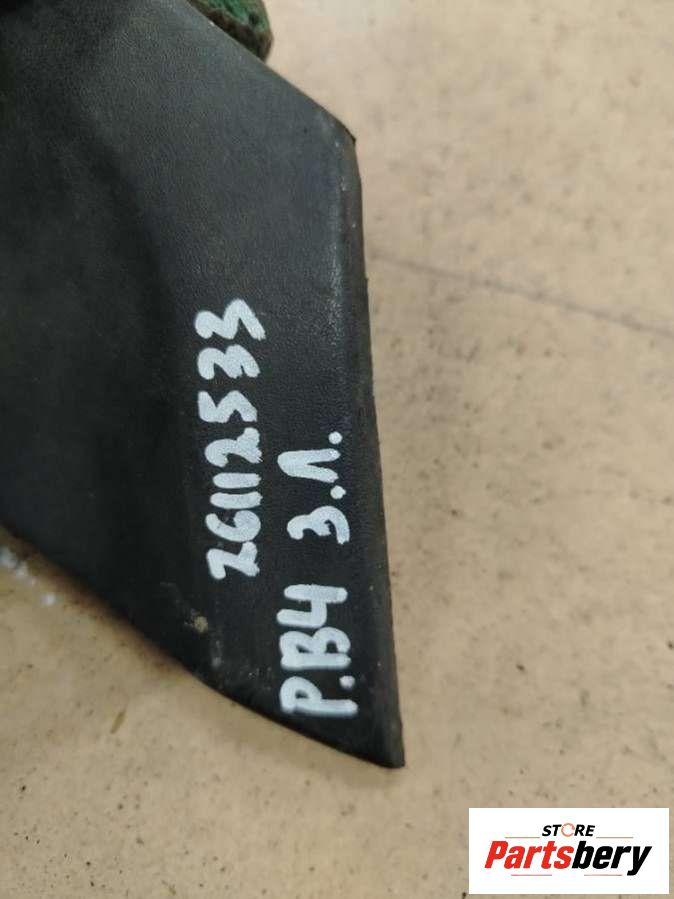 26112533
P.B4 З.Л.
STORE
Partsbery